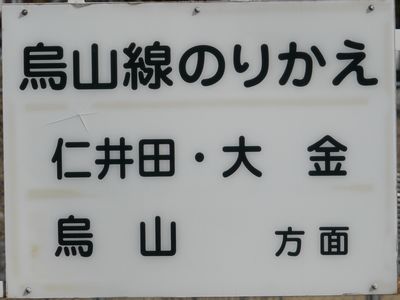 烏山線のりかえ
仁井田・大　金
烏　山　　方面